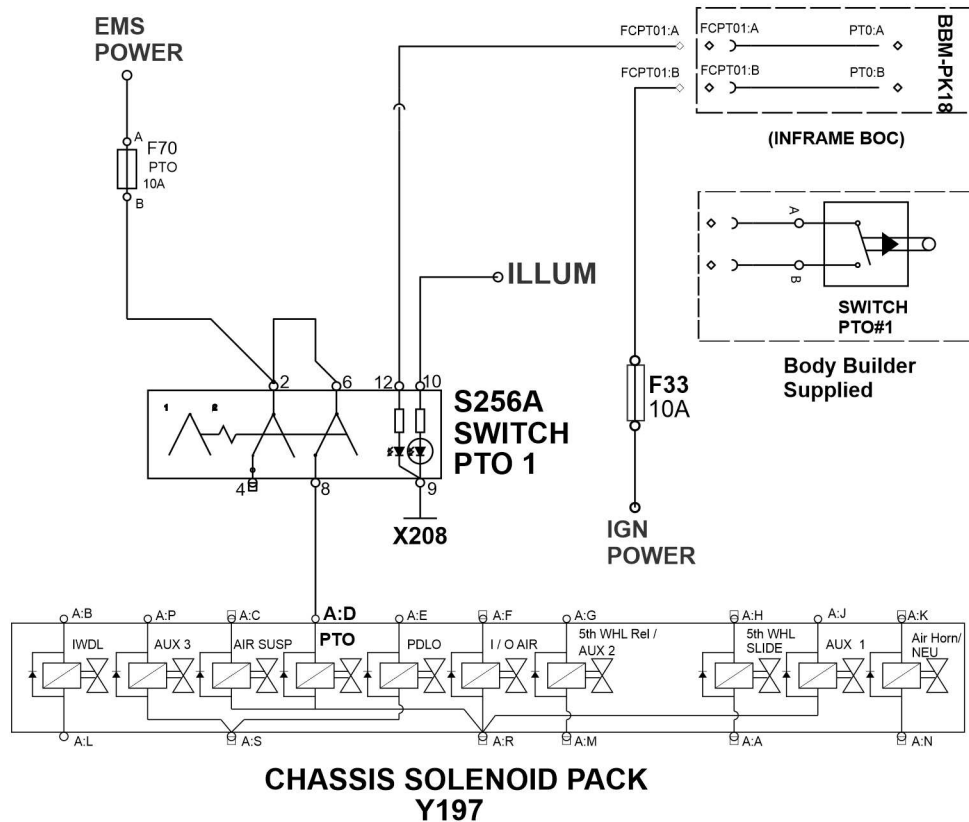 EMS
POWER
A
F70
PTO
10A
B
FCPT01:A
FCPT01:A
PT0:A
FCPT01:B
FCPT01:B
PT0:B
BBM-PK18
(INFRAME BOC)
A
B
SWITCH
PTO#1
Body Builder
Supplied
ILLUM
F33
10A
IGN
POWER
2
6
12
10
1
2
4
8
9
S256A
SWITCH
PTO 1
X208
A:B
A:P
A:C
A:D
A:E
A:F
A:G
A:H
A:J
A:K
IWDL
AUX 3
AIR SUSP
PTO
PDLO
I / O AIR
5th WHL Rel /
AUX 2
5th WHL
SLIDE
AUX 1
Air Horn/
NEU
A:L
A:S
A:R
A:M
A:A
A:N
CHASSIS SOLENOID PACK
Y197